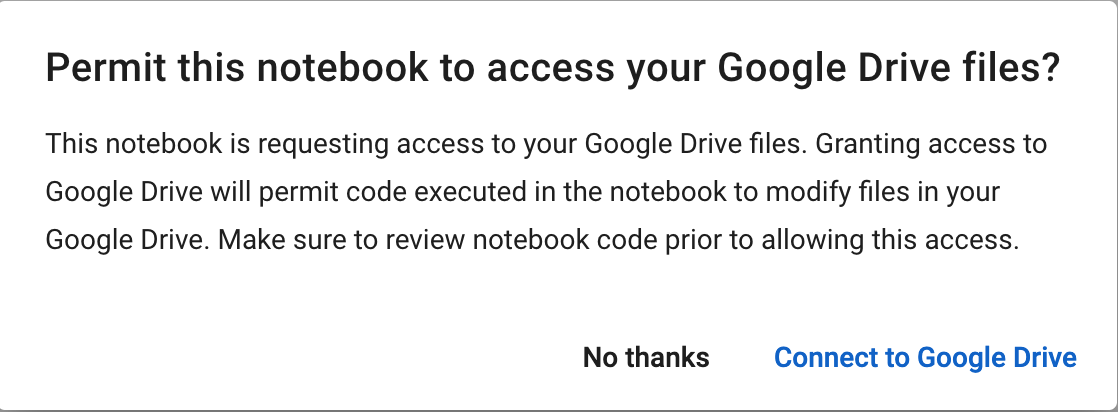 Permit this notebook to access your Google Drive files?
This notebook is requesting access to your Google Drive files. Granting access to
Google Drive will permit code executed in the notebook to modify files in your
Google Drive. Make sure to review notebook code prior to allowing this access.
No thanks Connect to Google Drive